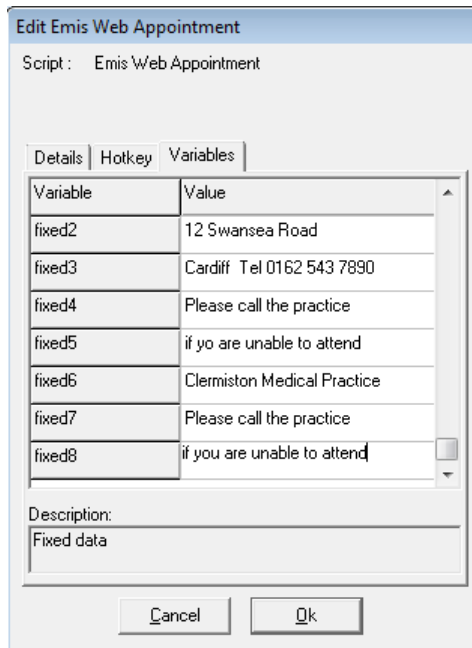 Edit Emis Web Appointment
Script : Emis Web Appointment
Details Hotkey Variables
Variable Value
fixed2 12 Swansea Road
fixed3 Cardiff Tel 0162 543 7890
fixed4 Please call the practice
fixed5 if yo are unable to attend
fixed6 Clermiston Medical Practice
fixed7 Please call the practice
fixed8 if you are unable to attend
Description:
Fixed data
Cancel Ok